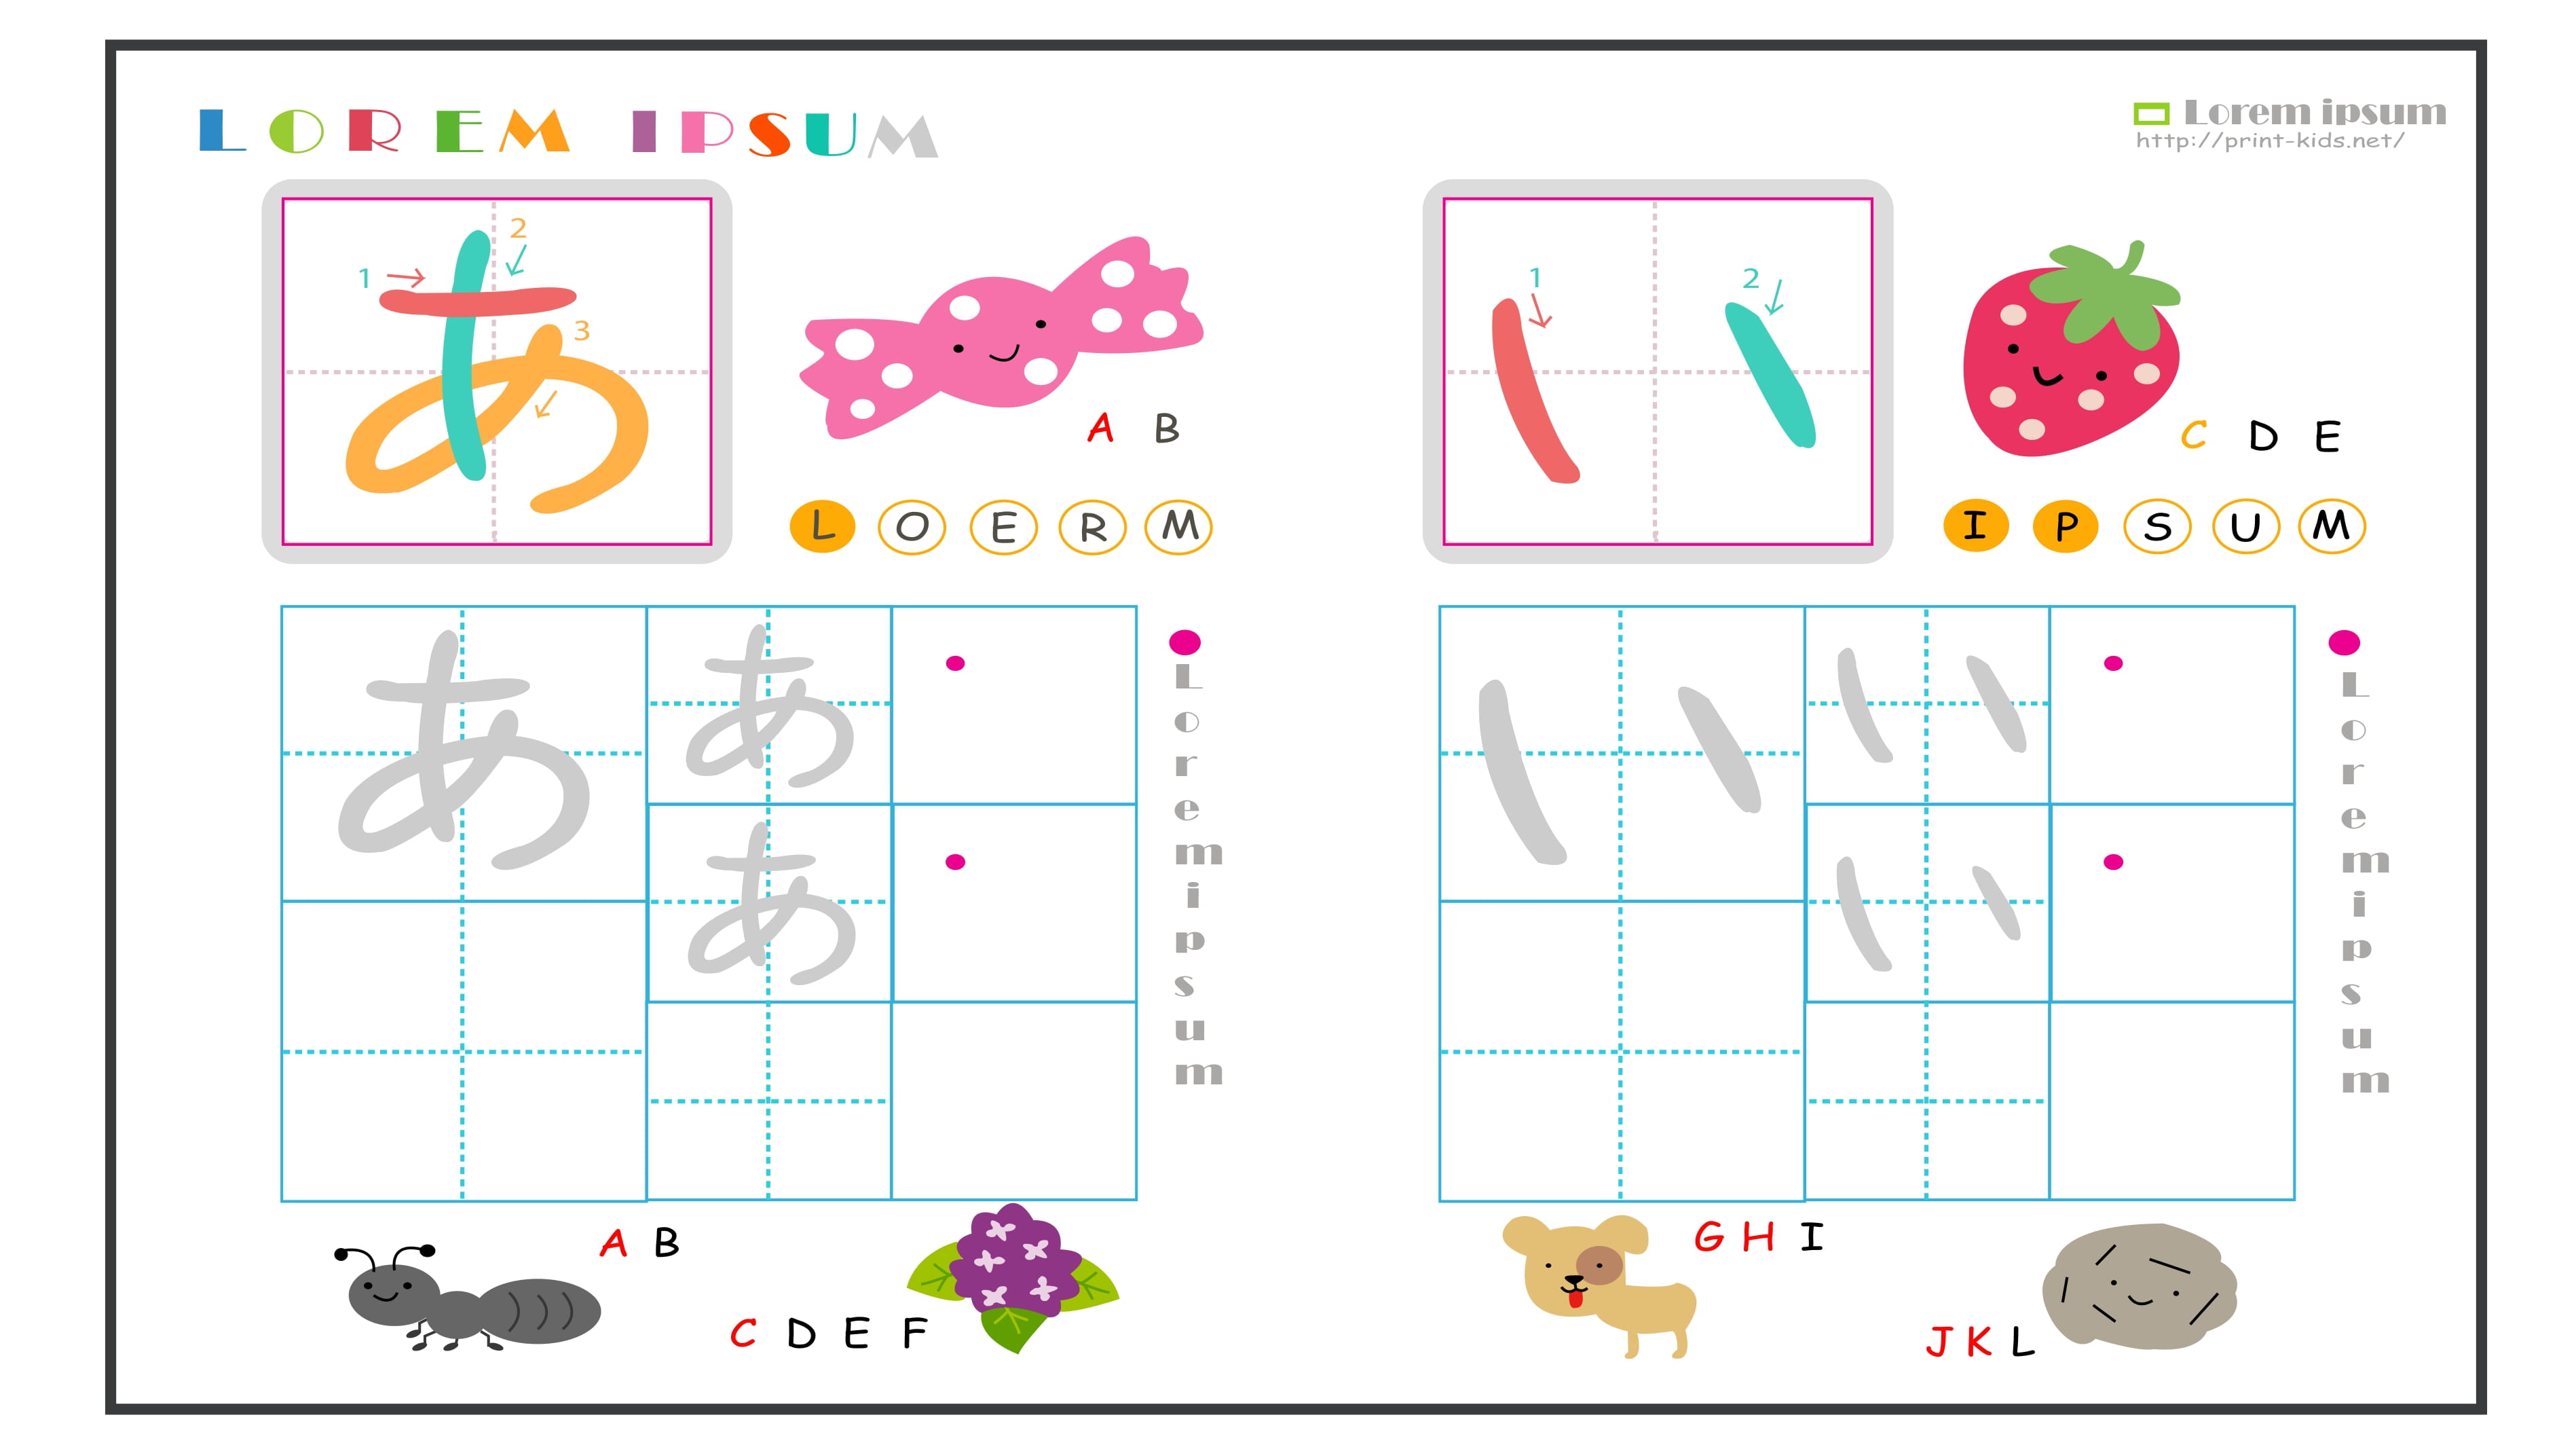 LOREM IPSUM
Lorem ipsum
http://print-kids.net/
1 2 3
あ
A B
L O E R M
1 2
い
C D E
I P S U M
あ あ
あ
Lorem ipsum
い い
い
Lorem ipsum
A B
C D E F
G H I
J K L